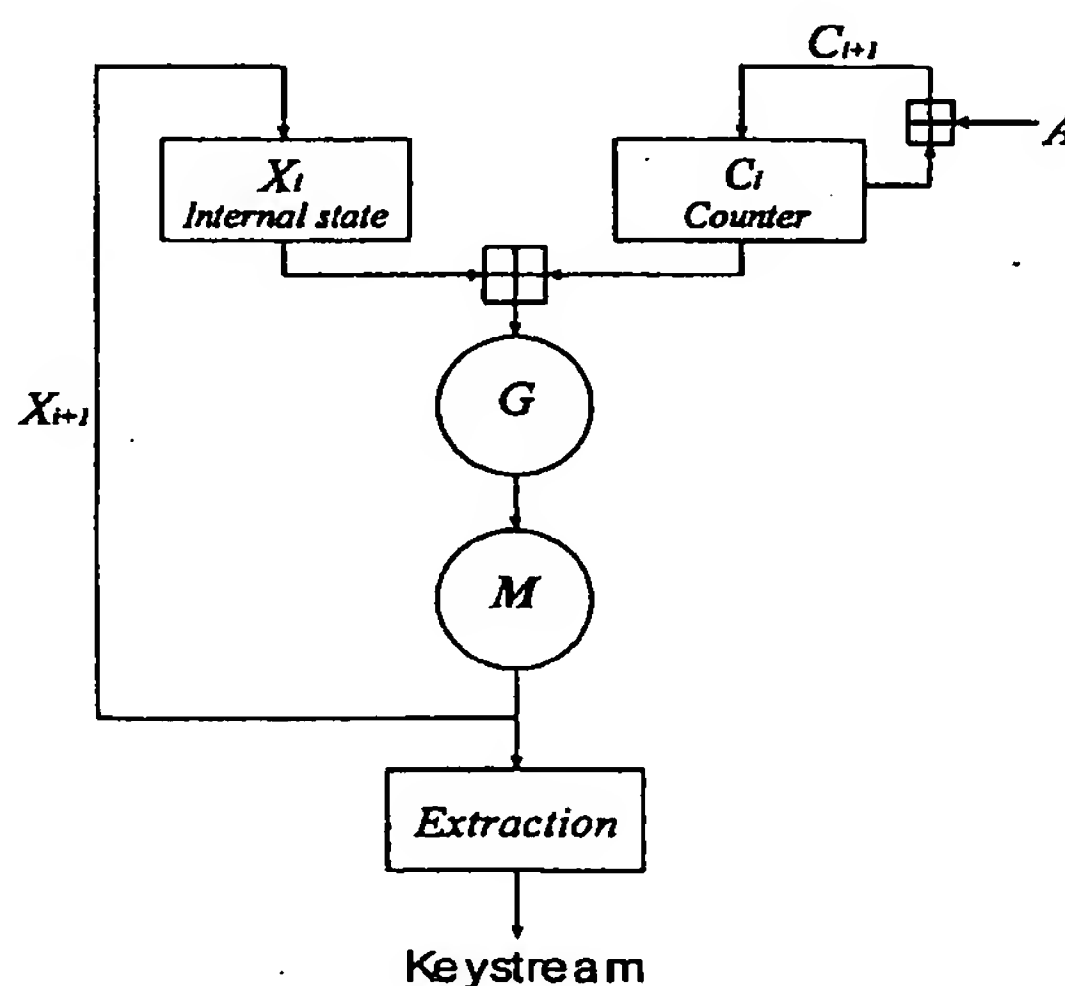 C_{i+1}
A
X_i
Internal state
C_i
Counter
G
X_{i+1}
M
Extraction
Keystream